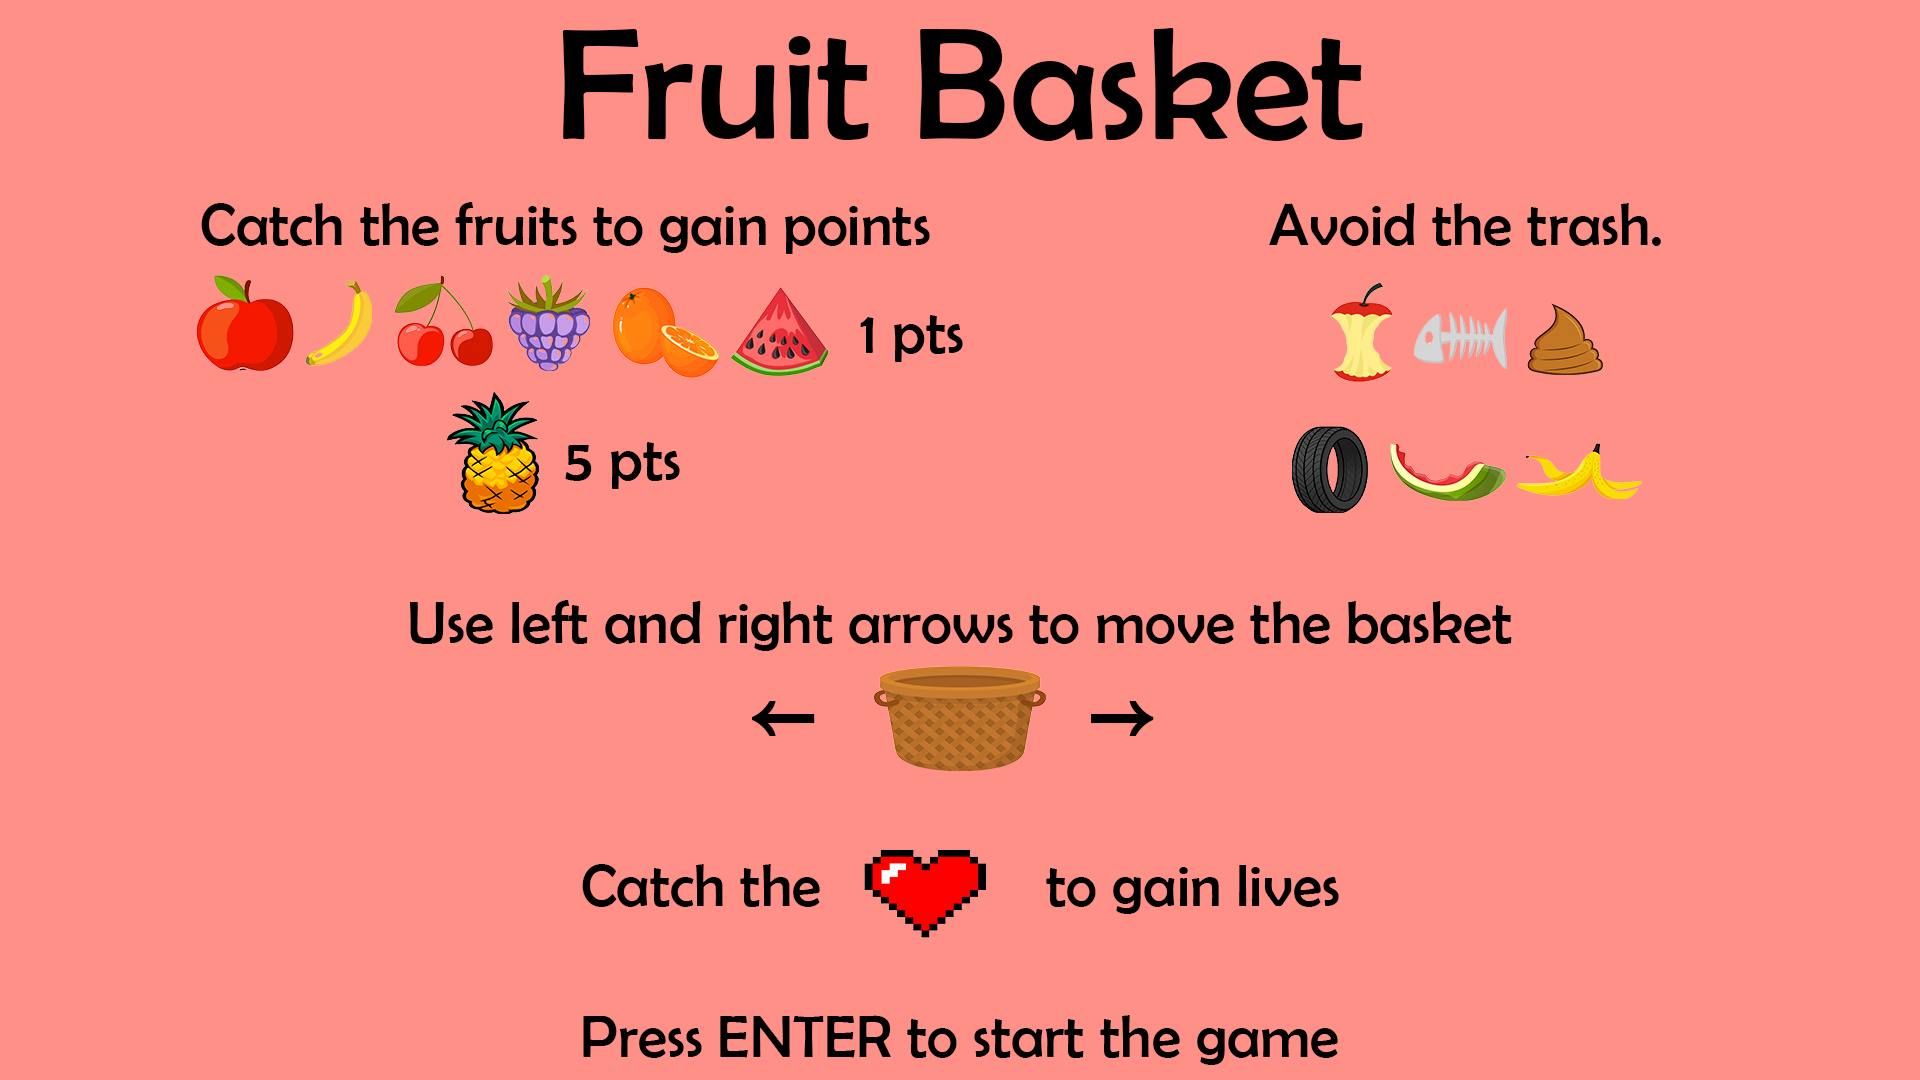 Fruit Basket
Catch the fruits to gain points
1 pts
5 pts
Avoid the trash.
Use left and right arrows to move the basket
← →
Catch the to gain lives
Press ENTER to start the game